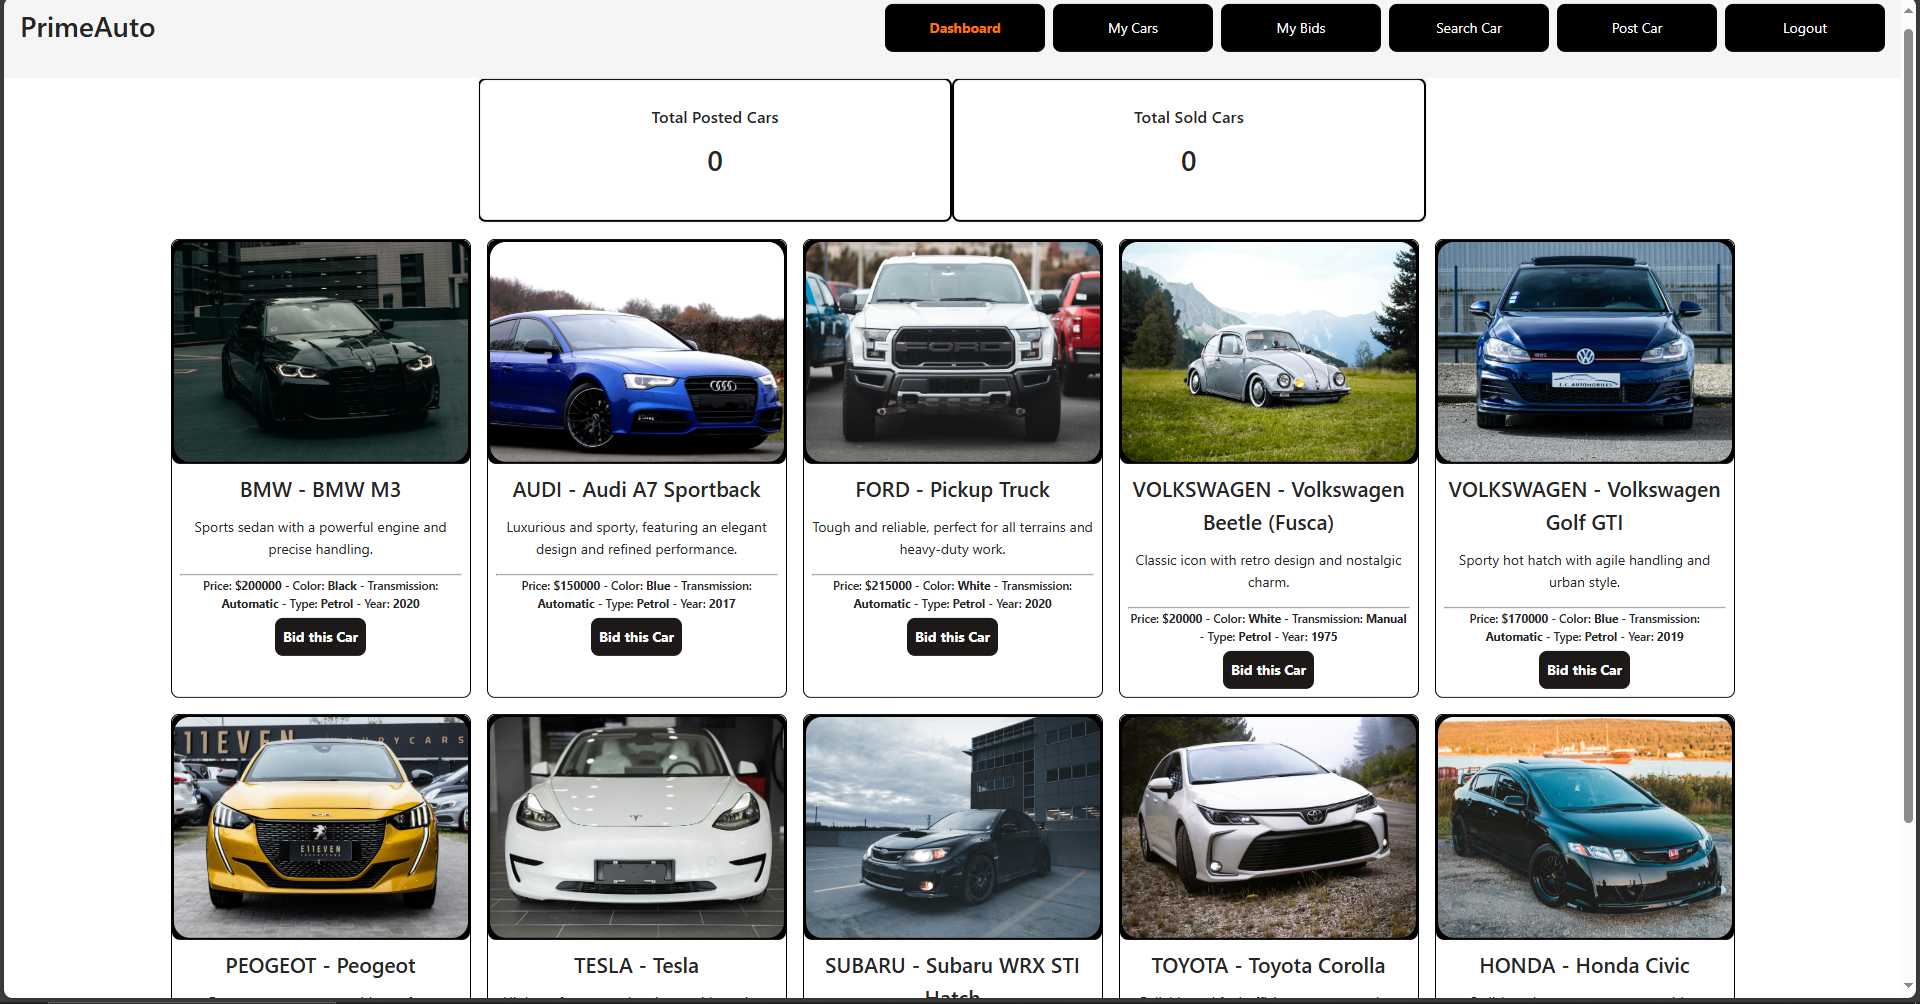 PrimeAuto
Dashboard
My Cars
My Bids
Search Car
Post Car
Logout
Total Posted Cars
0
Total Sold Cars
0
BMW - BMW M3
Sports sedan with a powerful engine and
precise handling.
Price: $200000 - Color: Black - Transmission:
Automatic - Type: Petrol - Year: 2020
Bid this Car
AUDI - Audi A7 Sportback
Luxurious and sporty, featuring an elegant
design and refined performance.
Price: $150000 - Color: Blue - Transmission:
Automatic - Type: Petrol - Year: 2017
Bid this Car
FORD
FORD - Pickup Truck
Tough and reliable, perfect for all terrains and
heavy-duty work.
Price: $215000 - Color: White - Transmission:
Automatic - Type: Petrol - Year: 2020
Bid this Car
VOLKSWAGEN - Volkswagen
Beetle (Fusca)
Classic icon with retro design and nostalgic
charm.
Price: $20000 - Color: White - Transmission: Manual
- Type: Petrol - Year: 1975
Bid this Car
GTI
L.C AUTOMOBILES
VOLKSWAGEN - Volkswagen
Golf GTI
Sporty hot hatch with agile handling and
urban style.
Price: $170000 - Color: Blue - Transmission:
Automatic - Type: Petrol - Year: 2019
Bid this Car
11EVEN
CARS
E11EVEN
PEOGEOT - Peogeot
TESLA - Tesla
SUBARU - Subaru WRX STI
Hatch
TOYOTA - Toyota Corolla
HONDA - Honda Civic